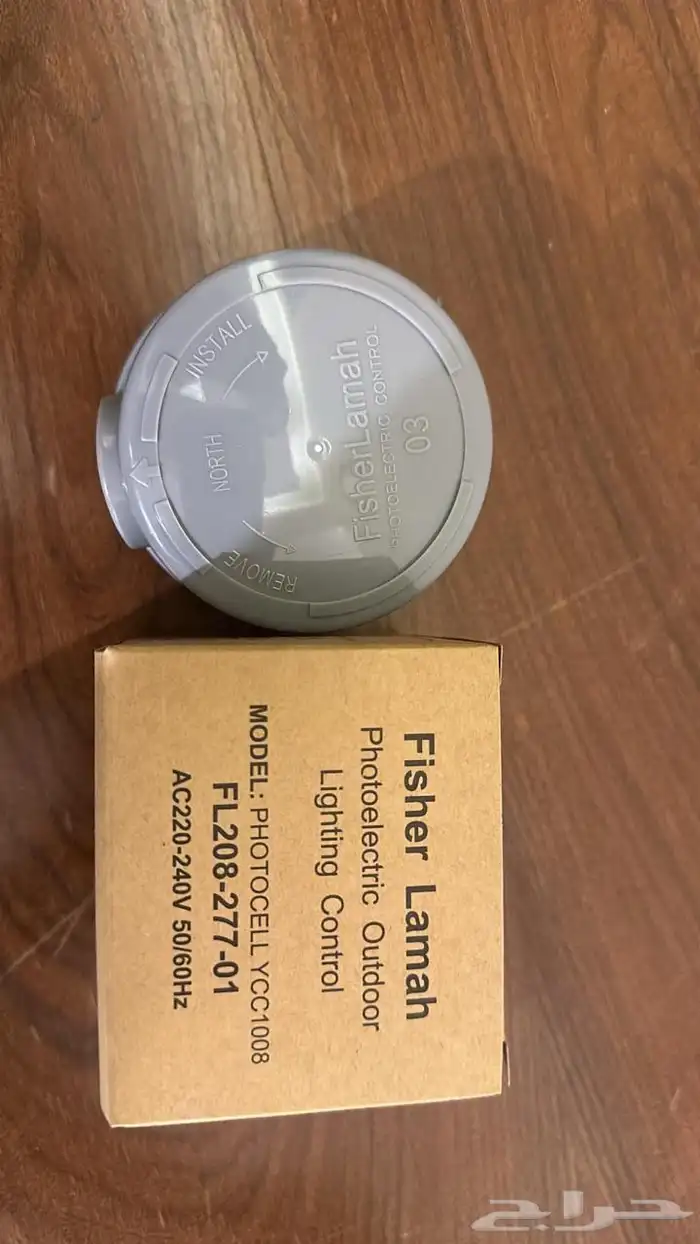 INSTALL
NORTH
REMOVE
FisherLamah
PHOTOELECTRIC CONTROL
03
Fisher Lamah
Photoelectric Outdoor
Lighting Control
MODEL: PHOTOCELL YCC1008
FL208-277-01
AC220-240V 50/60Hz
حراج